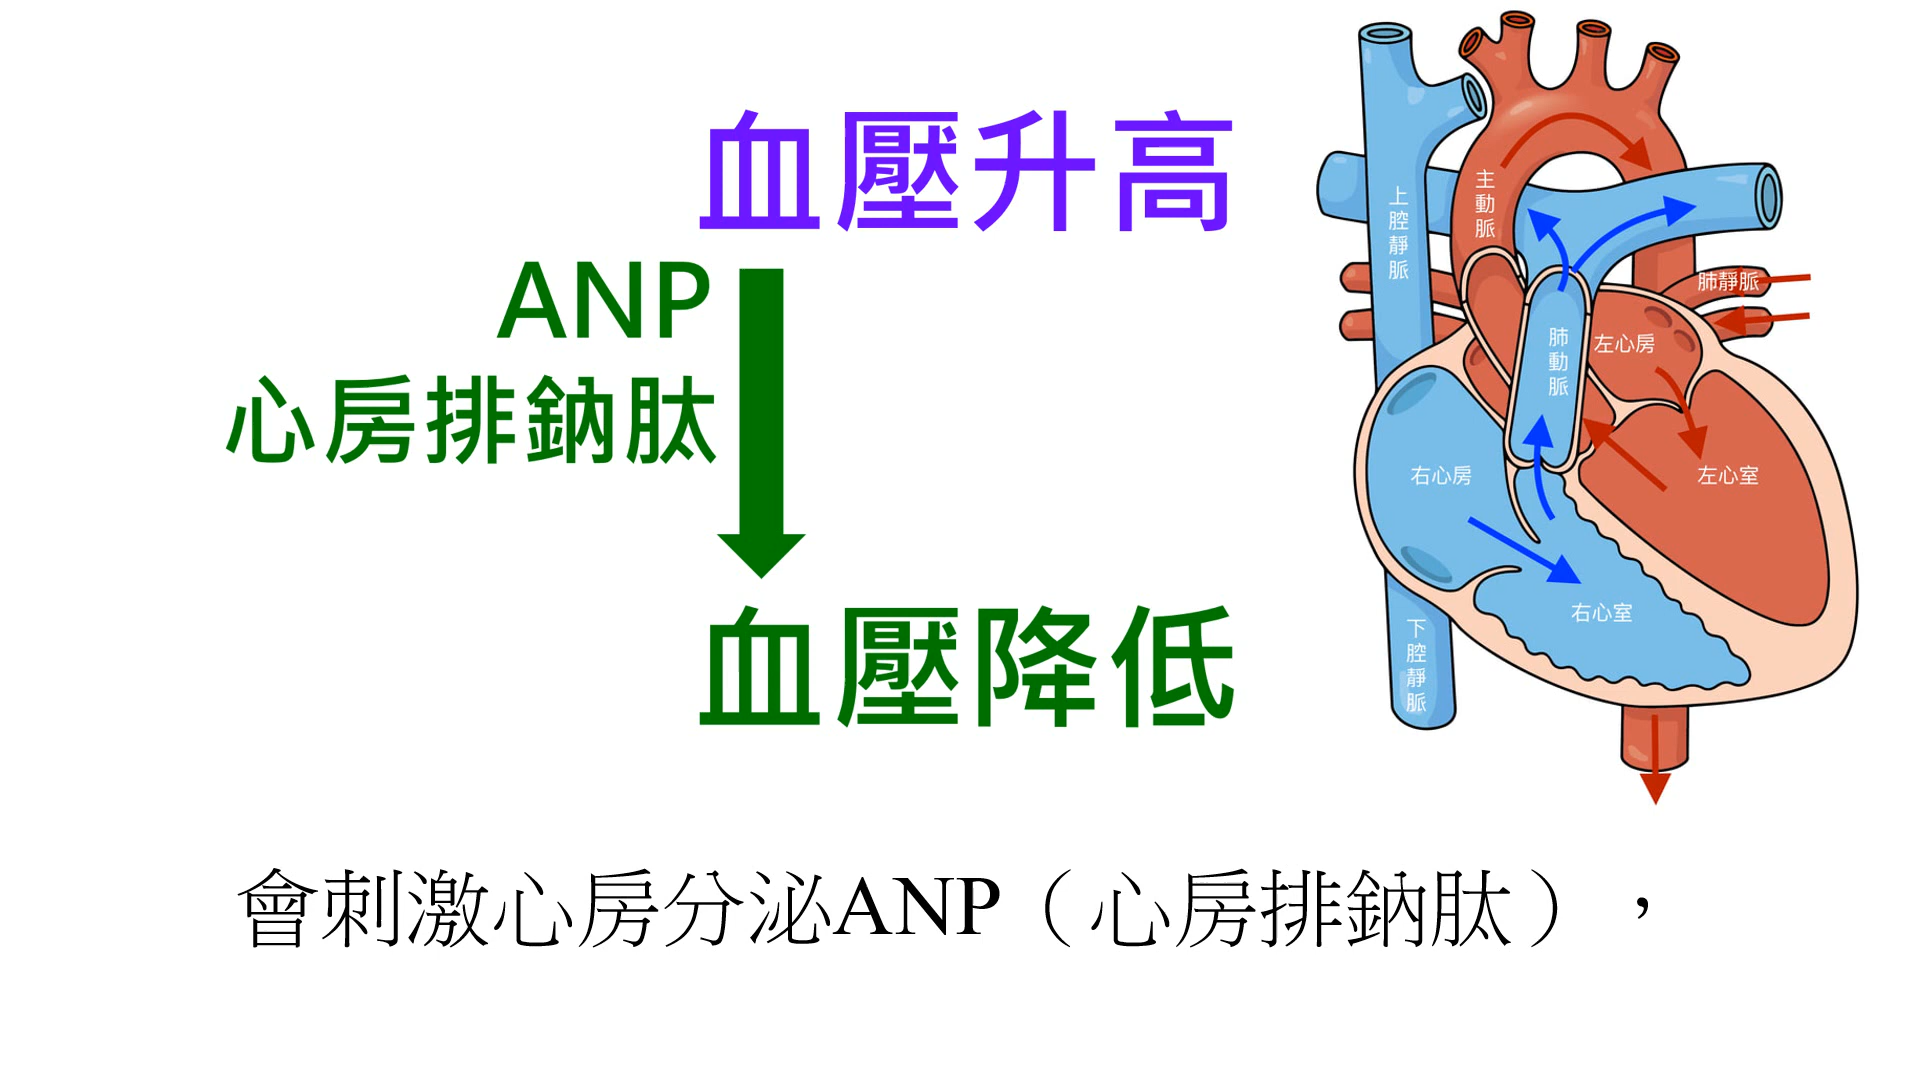 血壓升高
ANP
心房排鈉肽
血壓降低
上腔靜脈
主動脈
肺靜脈
肺動脈
左心房
右心房
左心室
右心室
下腔靜脈
會刺激心房分泌ANP（心房排鈉肽），